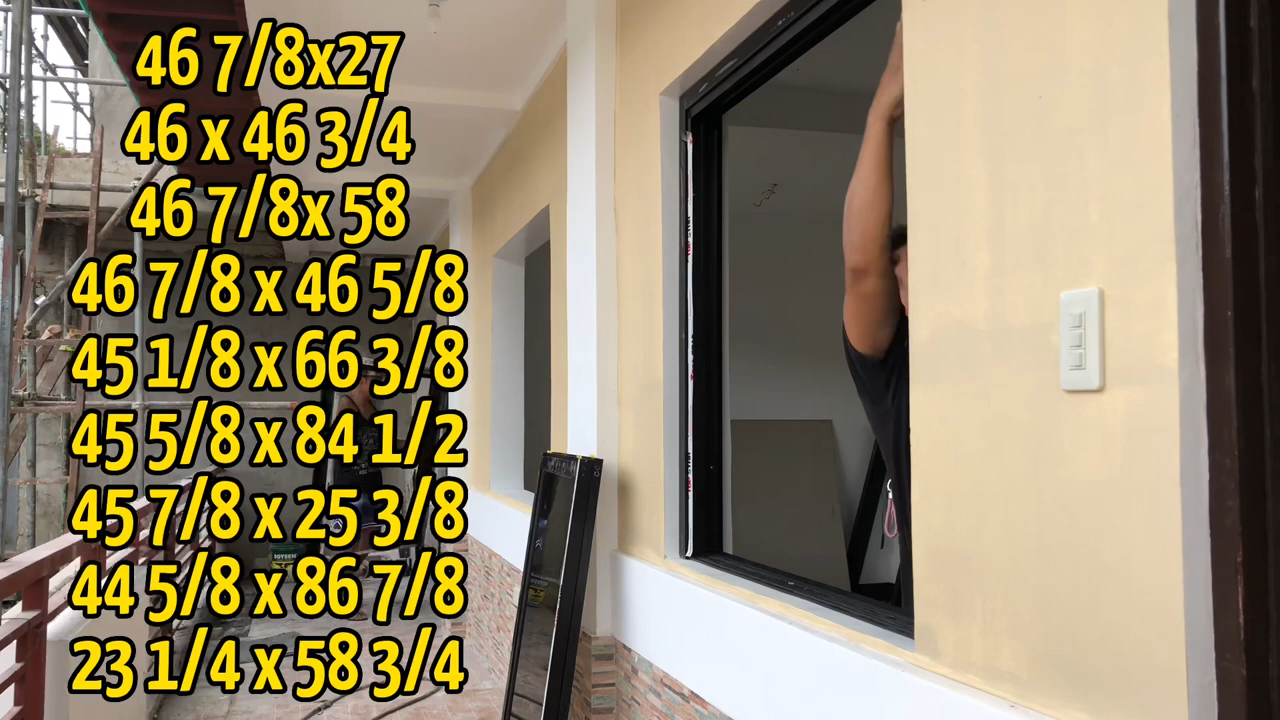 46 7/8x27
46 x 46 3/4
46 7/8x 58
46 7/8 x 46 5/8
45 1/8 x 66 3/8
45 5/8 x 84 1/2
45 7/8 x 25 3/8
44 5/8 x 86 7/8
23 1/4 x 58 3/4
BOYSEN